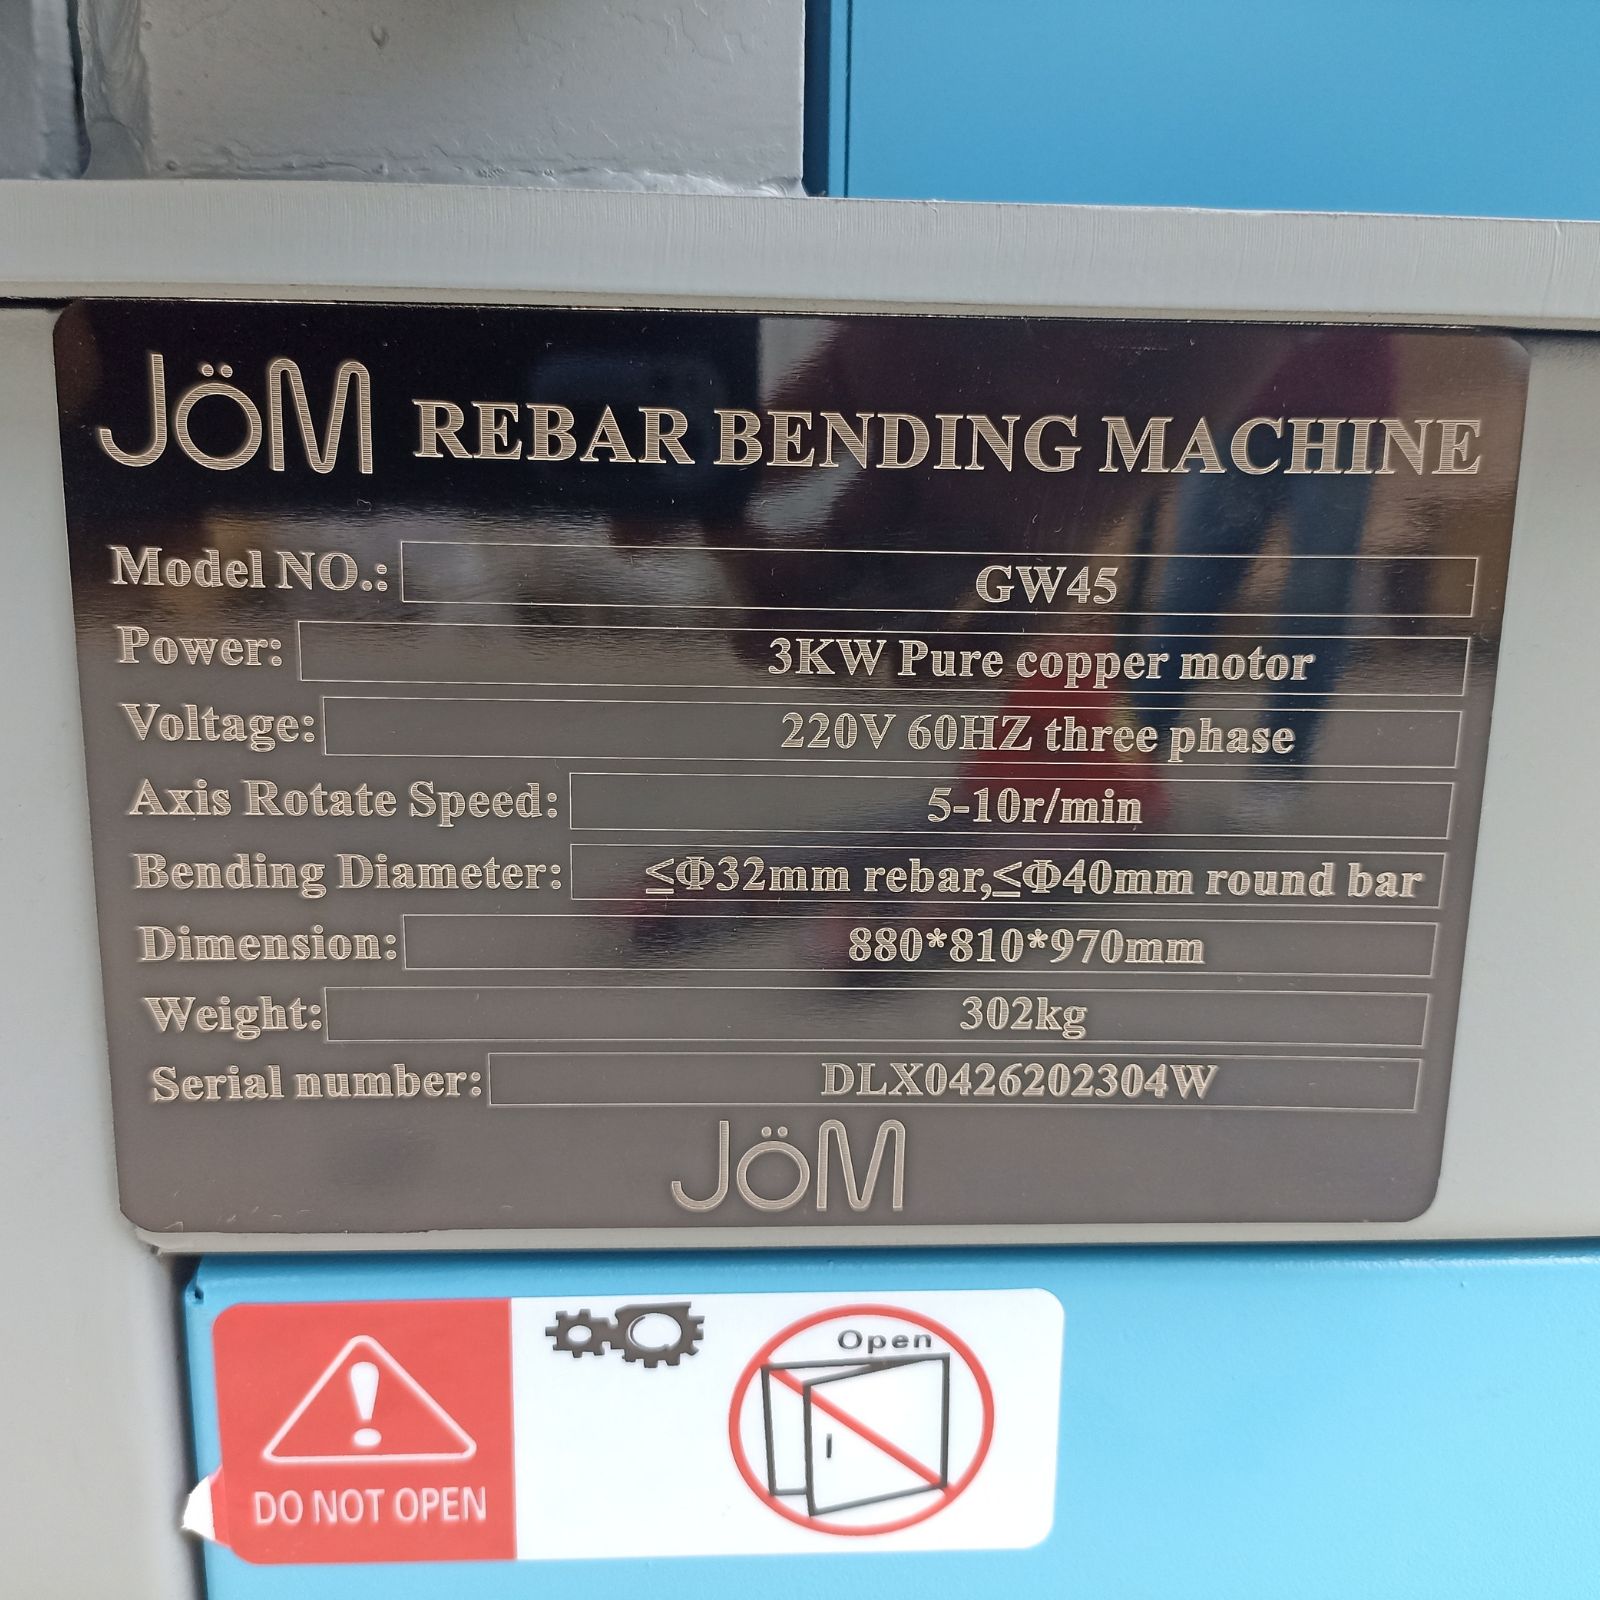 JöM REBAR BENDING MACHINE
Model NO.: GW45
Power: 3KW Pure copper motor
Voltage: 220V 60HZ three phase
Axis Rotate Speed: 5-10r/min
Bending Diameter: ≤Φ32mm rebar,≤Φ40mm round bar
Dimension: 880*810*970mm
Weight: 302kg
Serial number: DLX0426202304W
JöM
Open
DO NOT OPEN